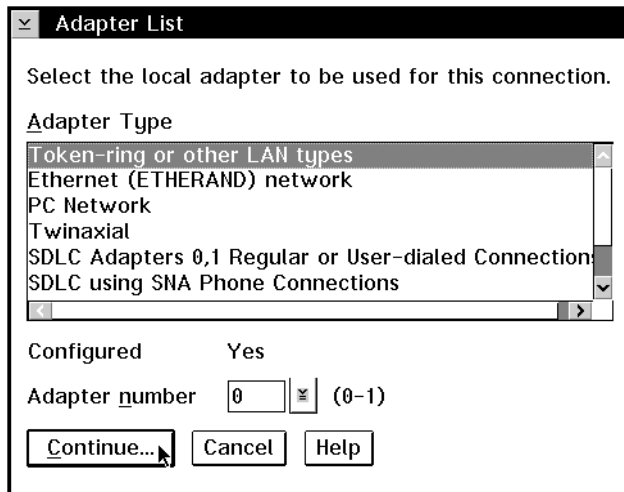 Adapter List
Select the local adapter to be used for this connection.
Adapter Type
Token-ring or other LAN types
Ethernet (ETHERAND) network
PC Network
Twinaxial
SDLC Adapters 0,1 Regular or User-dialed Connection
SDLC using SNA Phone Connections
Configured Yes
Adapter number 0 (0-1)
Continue... Cancel Help